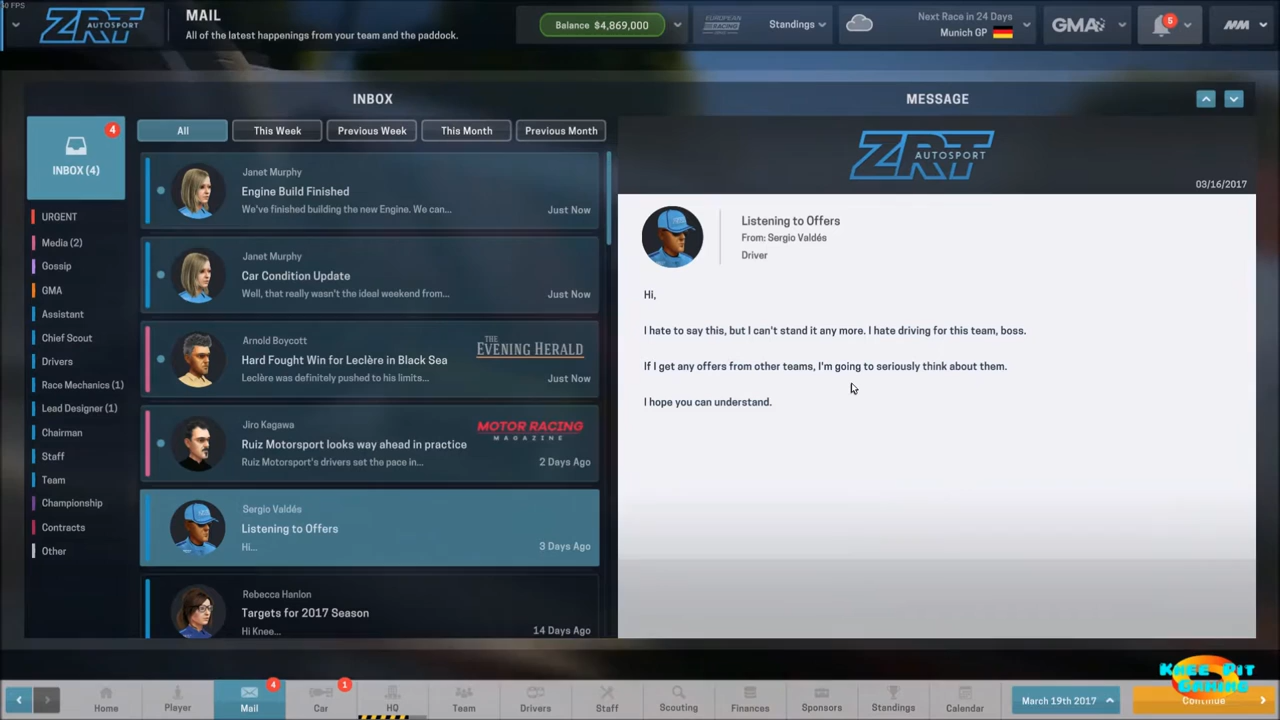 60 FPS
ZRT
AUTOSPORT
MAIL
All of the latest happenings from your team and the paddock.
Balance $4,869,000
EUROPEAN
RACING
Standings
Next Race in 24 Days
Munich GP
GMA
5
INBOX
MESSAGE
4
INBOX (4)
All
This Week
Previous Week
This Month
Previous Month
ZRT
AUTOSPORT
03/16/2017
URGENT
Media (2)
Gossip
GMA
Assistant
Chief Scout
Drivers
Race Mechanics (1)
Lead Designer (1)
Chairman
Staff
Team
Championship
Contracts
Other
Janet Murphy
Engine Build Finished
We've finished building the new Engine. We can...
Just Now
Janet Murphy
Car Condition Update
Well, that really wasn't the ideal weekend from...
Just Now
Arnold Boycott
Hard Fought Win for Leclère in Black Sea
Leclère was definitely pushed to his limits...
THE
EVENING HERALD
Just Now
Jiro Kagawa
Ruiz Motorsport looks way ahead in practice
Ruiz Motorsport's drivers set the pace in...
MOTOR RACING
MAGAZINE
2 Days Ago
Sergio Valdés
Listening to Offers
Hi...
3 Days Ago
Rebecca Hanlon
Targets for 2017 Season
Hi Knee...
14 Days Ago
Listening to Offers
From: Sergio Valdés
Driver
Hi,
I hate to say this, but I can't stand it any more. I hate driving for this team, boss.
If I get any offers from other teams, I'm going to seriously think about them.
I hope you can understand.
Home
Player
4
Mail
1
Car
HQ
Team
Drivers
Staff
Scouting
Finances
Sponsors
Standings
Calendar
March 19th 2017
Continue
KNEE PIT
GAMING